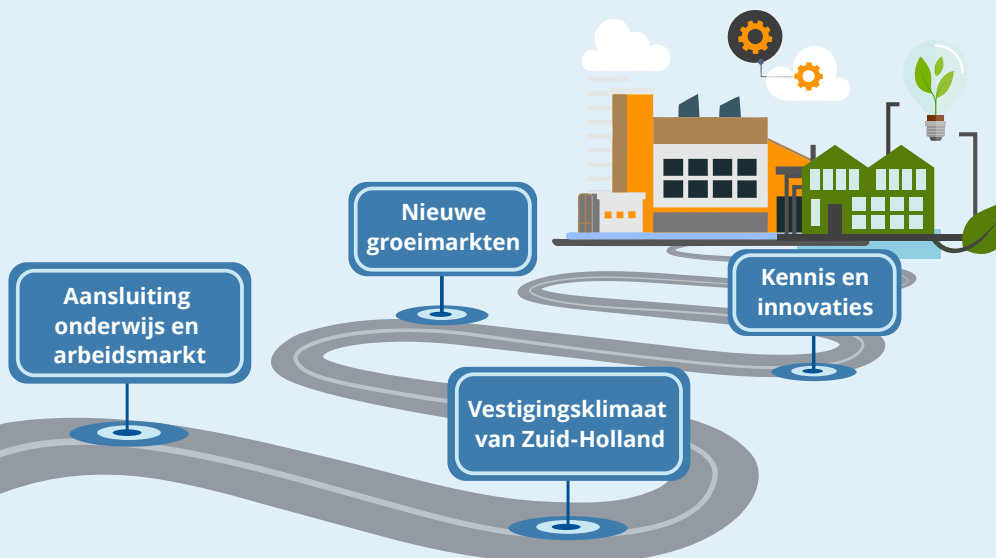 Nieuwe
groeimarkten
Kennis en
innovaties
Aansluiting
onderwijs en
arbeidsmarkt
Vestigingsklimaat
van Zuid-Holland